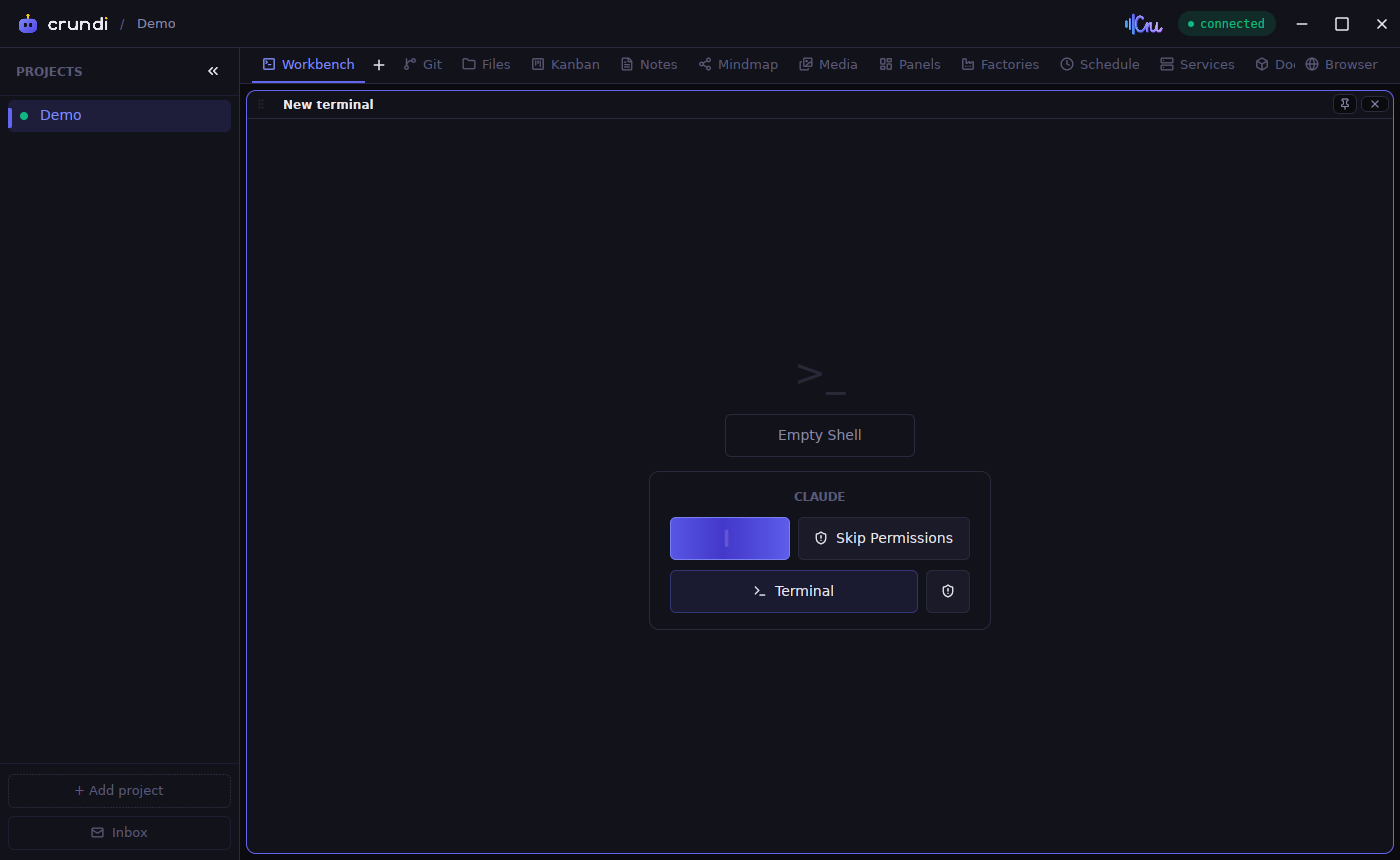 crundi / Demo
Cru
connected
PROJECTS
Workbench
Git
Files
Kanban
Notes
Mindmap
Media
Panels
Factories
Schedule
Services
Browser
Demo
New terminal
>_
Empty Shell
CLAUDE
Skip Permissions
Terminal
+ Add project
Inbox